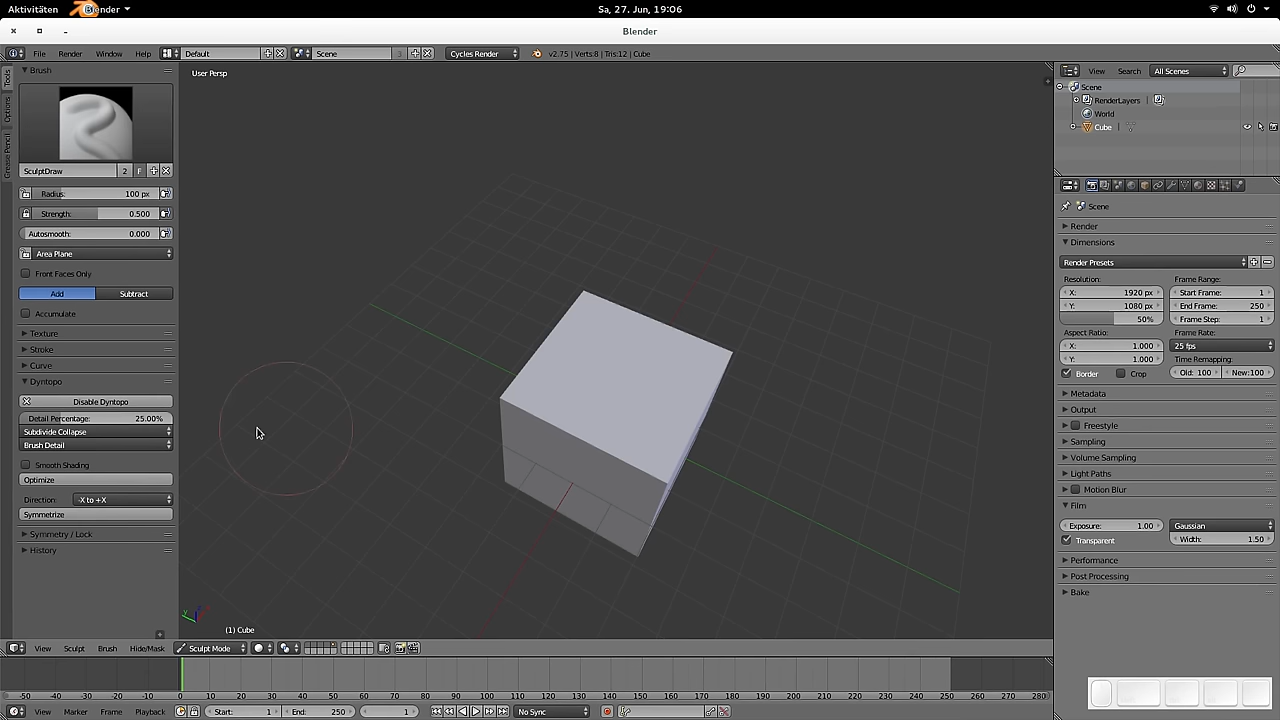 Aktivitäten Blender Sa, 27. Jun, 19:06
Blender
File Render Window Help Default Scene 3 Cycles Render v2.75 | Verts:8 | Tris:12 | Cube
Tools
Options
Grease Pencil
Brush
SculptDraw 2 F
Radius: 100 px
Strength: 0.500
Autosmooth: 0.000
Area Plane
Front Faces Only
Add Subtract
Accumulate
Texture
Stroke
Curve
Dyntopo
Disable Dyntopo
Detail Percentage: 25.00%
Subdivide Collapse
Brush Detail
Smooth Shading
Optimize
Direction: -X to +X
Symmetrize
Symmetry / Lock
History
User Persp
(1) Cube
View Search All Scenes
Scene
RenderLayers
World
Cube
Scene
Render
Dimensions
Render Presets
Resolution: Frame Range:
X: 1920 px Start Frame: 1
Y: 1080 px End Frame: 250
50% Frame Step: 1
Aspect Ratio: Frame Rate:
X: 1.000 25 fps
Y: 1.000 Time Remapping:
Border Crop Old: 100 New:100
Metadata
Output
Freestyle
Sampling
Volume Sampling
Light Paths
Motion Blur
Film
Exposure: 1.00 Gaussian
Transparent Width: 1.50
Performance
Post Processing
Bake
View Sculpt Brush Hide/Mask Sculpt Mode
-50 -40 -30 -20 -10 0 10 20 30 40 50 60 70 80 90 100 110 120 130 140 150 160 170 180 190 200 210 220 230 240 250 260 270 280
View Marker Frame Playback Start: 1 End: 250 1 No Sync